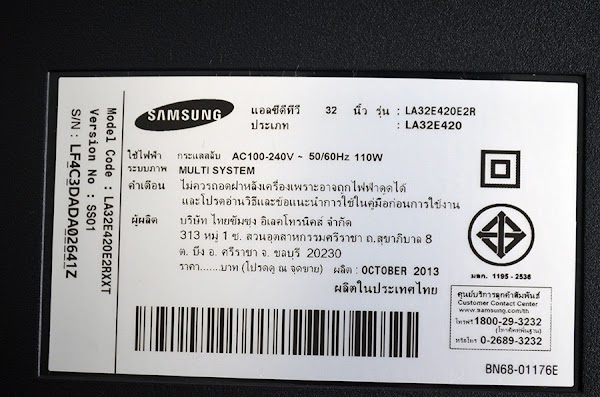 Model Code : LA32E420E2RXXT
Version No : SS01
S/N : LF4C3DADA02641Z
SAMSUNG
แอลซีดีทีวี 32 นิ้ว รุ่น : LA32E420E2R
ประเภท : LA32E420
ใช้ไฟฟ้า กระแสสลับ AC100-240V ~ 50/60Hz 110W
ระบบภาพ MULTI SYSTEM
คำเตือน ไม่ควรถอดฝาหลังเครื่องเพราะอาจถูกไฟฟ้าดูดได้
และโปรดอ่านวิธีและข้อแนะนำการใช้ในคู่มือก่อนการใช้งาน
ผู้ผลิต บริษัท ไทยซัมซุง อิเลคโทรนิคส์ จำกัด
313 หมู่ 1 ซ. สวนอุตสาหกรรมศรีราชา ถ.สุขาภิบาล 8
ต. บึง อ. ศรีราชา จ. ชลบุรี 20230
ราคา.......บาท (โปรดดู ณ จุดขาย) ผลิต : OCTOBER 2013
ผลิตในประเทศไทย
มอก. 1195-2536
ศูนย์บริการลูกค้าสัมพันธ์
Customer Contact Center
www.samsung.com/th
โทรฟรี 1800-29-3232
(โทรศัพท์พื้นฐาน)
หรือโทร 0-2689-3232
BN68-01176E